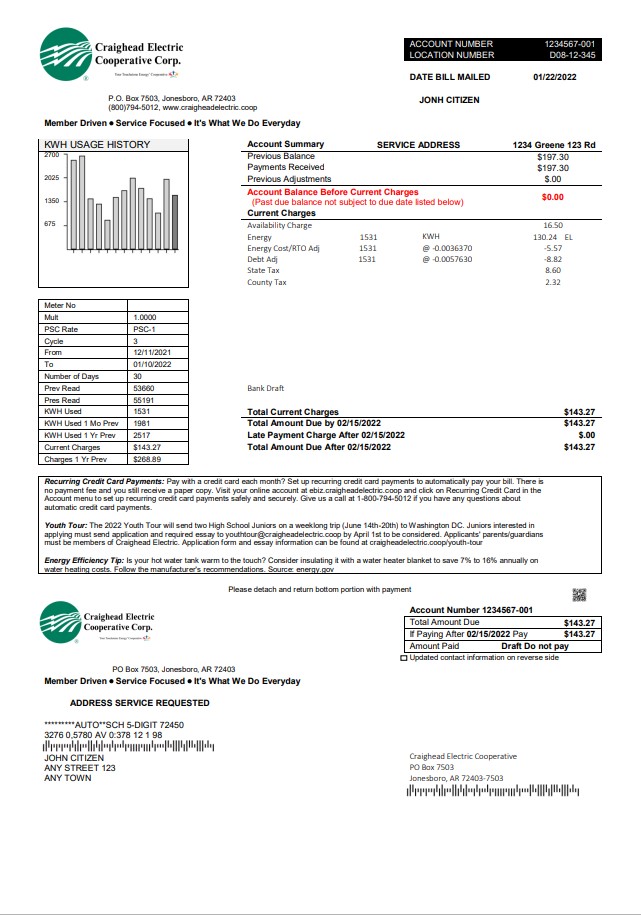 Craighead Electric
Cooperative Corp.
Your Touchstone Energy® Cooperative
ACCOUNT NUMBER 1234567-001
LOCATION NUMBER D08-12-345
DATE BILL MAILED 01/22/2022
P.O. Box 7503, Jonesboro, AR 72403
(800)794-5012, www.craigheadelectric.coop
JONH CITIZEN
Member Driven ● Service Focused ● It's What We Do Everyday
KWH USAGE HISTORY
2700
2025
1350
675
Account Summary SERVICE ADDRESS 1234 Greene 123 Rd
Previous Balance $197.30
Payments Received $197.30
Previous Adjustments $.00
Account Balance Before Current Charges $0.00
(Past due balance not subject to due date listed below)
Current Charges
Availability Charge 16.50
Energy 1531 KWH 130.24 EL
Energy Cost/RTO Adj 1531 @ -0.0036370 -5.57
Debt Adj 1531 @ -0.0057630 -8.82
State Tax 8.60
County Tax 2.32
Meter No
Mult 1.0000
PSC Rate PSC-1
Cycle 3
From 12/11/2021
To 01/10/2022
Number of Days 30
Prev Read 53660
Pres Read 55191
KWH Used 1531
KWH Used 1 Mo Prev 1981
KWH Used 1 Yr Prev 2517
Current Charges $143.27
Charges 1 Yr Prev $268.89
Bank Draft
Total Current Charges $143.27
Total Amount Due by 02/15/2022 $143.27
Late Payment Charge After 02/15/2022 $.00
Total Amount Due After 02/15/2022 $143.27
Recurring Credit Card Payments: Pay with a credit card each month? Set up recurring credit card payments to automatically pay your bill. There is
no payment fee and you still receive a paper copy. Visit your online account at ebiz.craigheadelectric.coop and click on Recurring Credit Card in the
Account menu to set up recurring card payments safely and securely. Give us a call at 1-800-794-5012 if you have any questions about
automatic credit card payments.
Youth Tour: The 2022 Youth Tour will send two High School Juniors on a weeklong trip (June 14th-20th) to Washington DC. Juniors interested in
applying must send application and required essay to youthtour@craigheadelectric.coop by April 1st to be considered. Applicants' parents/guardians
must be members of Craighead Electric. Application form and essay information can be found at craigheadelectric.coop/youth-tour
Energy Efficiency Tip: Is your hot water tank warm to the touch? Consider insulating it with a water heater blanket to save 7% to 16% annually on
water heating costs. Follow the manufacturer's recommendations. Source: energy.gov
Please detach and return bottom portion with payment
Craighead Electric
Cooperative Corp.
Your Touchstone Energy® Cooperative
Account Number 1234567-001
Total Amount Due $143.27
If Paying After 02/15/2022 Pay $143.27
Amount Paid Draft Do not pay
Updated contact information on reverse side
PO Box 7503, Jonesboro, AR 72403
Member Driven ● Service Focused ● It's What We Do Everyday
ADDRESS SERVICE REQUESTED
*********AUTO**SCH 5-DIGIT 72450
3276 0,5780 AV 0:378 12 1 98
JOHN CITIZEN
ANY STREET 123
ANY TOWN
Craighead Electric Cooperative
PO Box 7503
Jonesboro, AR 72403-7503